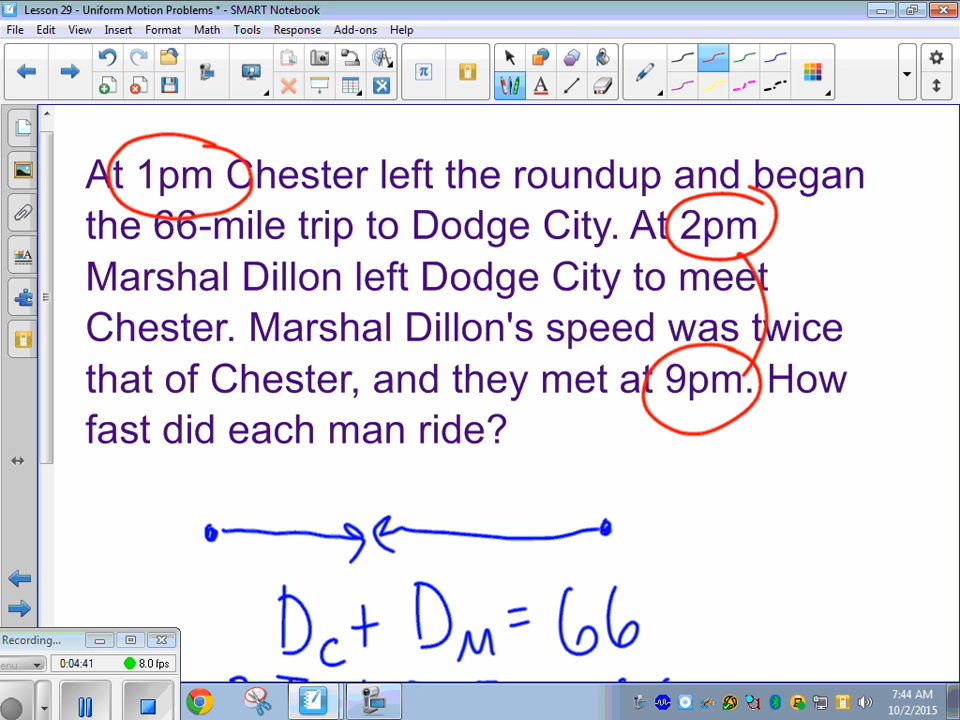 Lesson 29 - Uniform Motion Problems * - SMART Notebook
File Edit View Insert Format Math Tools Response Add-ons Help
At 1pm Chester left the roundup and began
the 66-mile trip to Dodge City. At 2pm
Marshal Dillon left Dodge City to meet
Chester. Marshal Dillon's speed was twice
that of Chester, and they met at 9pm. How
fast did each man ride?
D_C + D_M = 66
Recording...
enu
0:04:41
8.0 fps
7:44 AM
10/2/2015